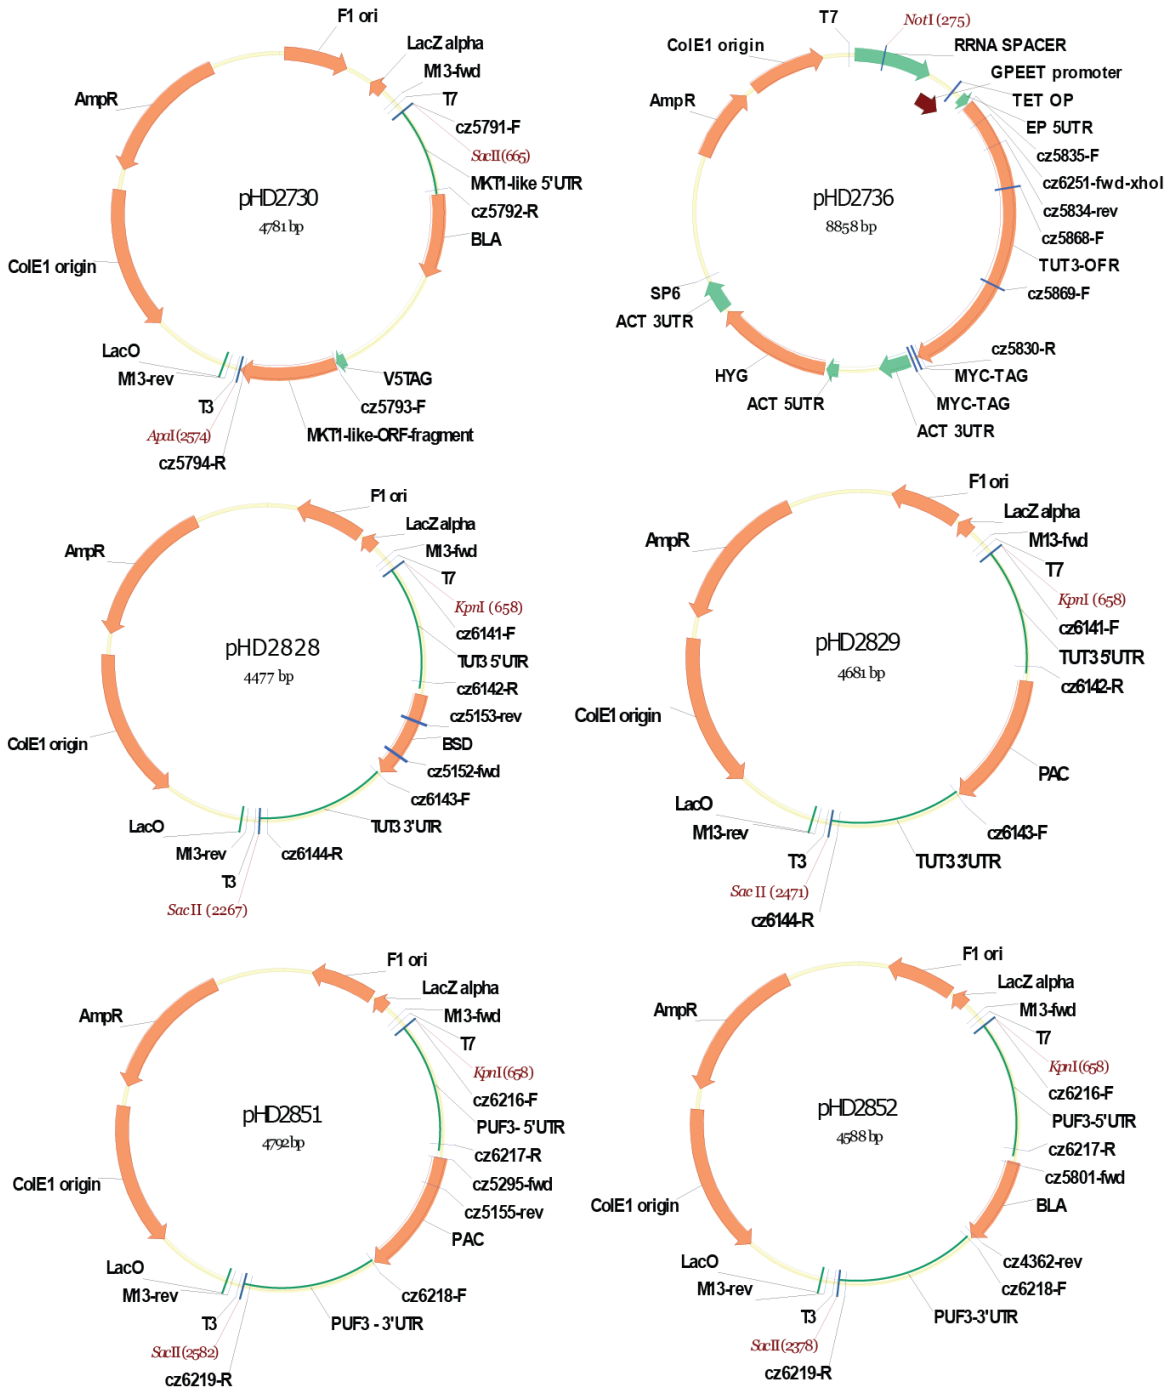 F1 ori
LacZ alpha
M13-fwd
T7
cz5791-F
SacII(665)
MKT1-like 5'UTR
cz5792-R
BLA
AmpR
pHD2730
4781 bp
ColE1 origin
LacO
M13-rev
T3
ApaI(2574)
cz5794-R
V5TAG
cz5793-F
MKT1-like-ORF-fragment
T7
NotI (275)
ColE1 origin
RRNA SPACER
GPEET promoter
TET OP
EP 5UTR
AmpR
cz5835-F
cz6251-fwd-xhoI
cz5834-rev
cz5868-F
TUT3-OFR
cz5869-F
pHD2736
8858 bp
SP6
ACT 3UTR
HYG
ACT 5UTR
cz5830-R
MYC-TAG
MYC-TAG
ACT 3UTR
F1 ori
LacZ alpha
M13-fwd
T7
KpnI (658)
cz6141-F
TUT3 5'UTR
cz6142-R
cz5153-rev
BSD
cz5152-fwd
cz6143-F
TUT3 3'UTR
AmpR
pHD2828
4477 bp
ColE1 origin
LacO
M13-rev
cz6144-R
T3
SacII (2267)
F1 ori
LacZ alpha
M13-fwd
T7
KpnI (658)
cz6141-F
TUT3 5'UTR
cz6142-R
AmpR
pHD2829
4681 bp
ColE1 origin
PAC
LacO
M13-rev
cz6143-F
T3
TUT3 3'UTR
SacII (2471)
cz6144-R
F1 ori
LacZ alpha
M13-fwd
T7
KpnI(658)
cz6216-F
PUF3- 5'UTR
cz6217-R
cz5295-fwd
cz5155-rev
PAC
AmpR
pHD2851
4792bp
ColE1 origin
LacO
M13-rev
cz6218-F
T3
PUF3 - 3'UTR
SacII(2582)
cz6219-R
F1 ori
LacZ alpha
M13-fwd
T7
KpnI(658)
cz6216-F
PUF3-5'UTR
cz6217-R
cz5801-fwd
BLA
AmpR
pHD2852
4588 bp
ColE1 origin
LacO
M13-rev
cz4362-rev
cz6218-F
T3
PUF3-3'UTR
SacII(2378)
cz6219-R